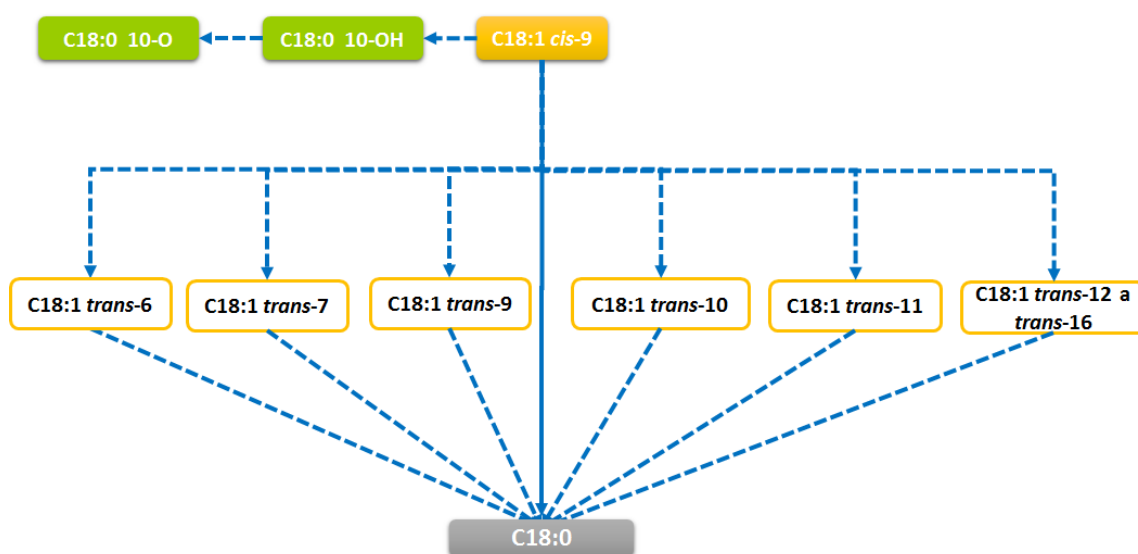 C18:0 10-O
C18:0 10-OH
C18:1 cis-9
C18:1 trans-6
C18:1 trans-7
C18:1 trans-9
C18:1 trans-10
C18:1 trans-11
C18:1 trans-12 a
trans-16
C18:0